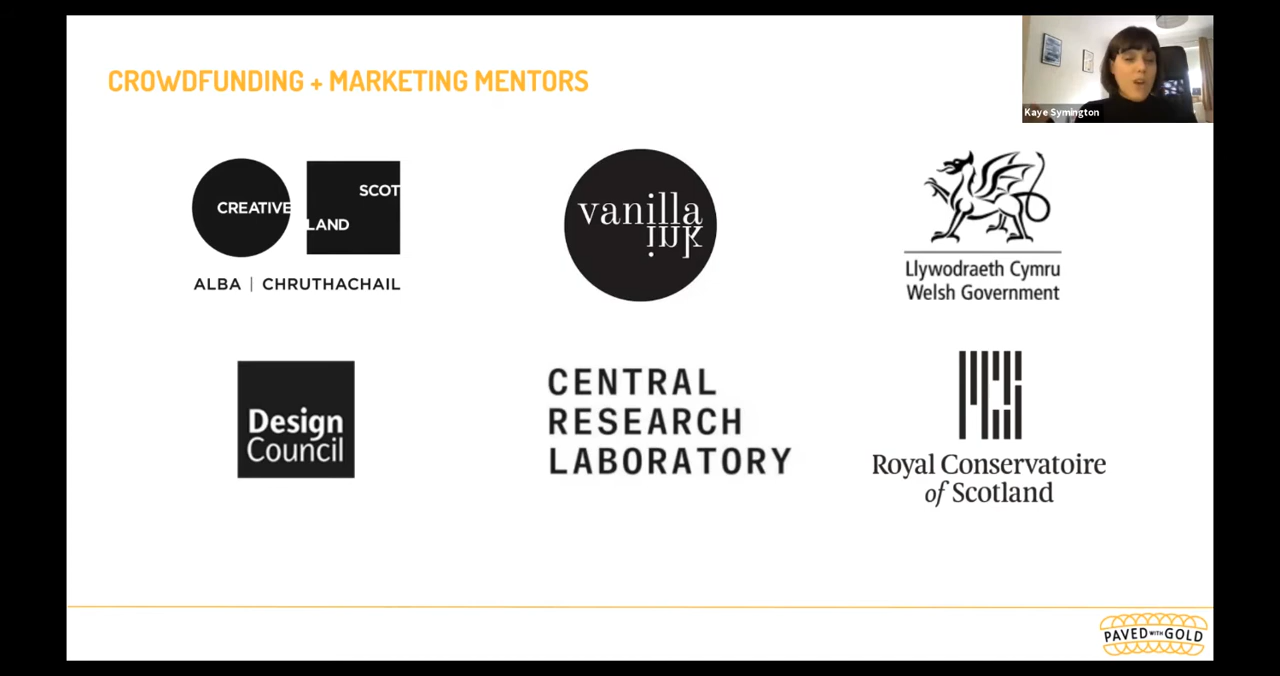 CROWDFUNDING + MARKETING MENTORS
Kaye Symington
CREATIVE
SCOT
LAND
ALBA | CHRUTHACHAIL
vanilla
ink
Llywodraeth Cymru
Welsh Government
Design
Council
CENTRAL
RESEARCH
LABORATORY
Royal Conservatoire
of Scotland
PAVED WITH GOLD